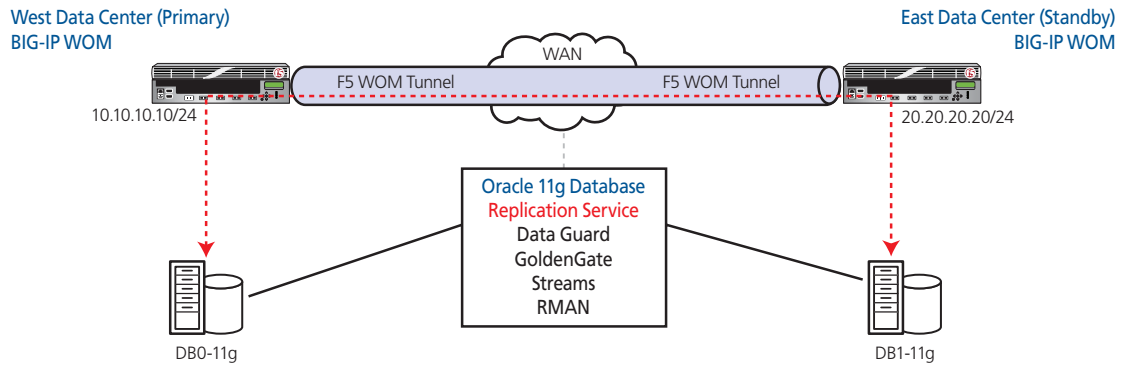 West Data Center (Primary)
BIG-IP WOM
East Data Center (Standby)
BIG-IP WOM
WAN
F5 WOM Tunnel
F5 WOM Tunnel
10.10.10.10/24
20.20.20.20/24
Oracle 11g Database
Replication Service
Data Guard
GoldenGate
Streams
RMAN
DB0-11g
DB1-11g